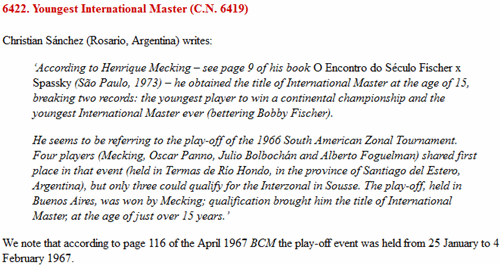 6422. Youngest International Master (C.N. 6419)
Christian Sánchez (Rosario, Argentina) writes:
‘According to Henrique Mecking – see page 9 of his book O Encontro do Século Fischer x
Spassky (São Paulo, 1973) – he obtained the title of International Master at the age of 15,
breaking two records: the youngest player to win a continental championship and the
youngest International Master ever (bettering Bobby Fischer).
He seems to be referring to the play-off of the 1966 South American Zonal Tournament.
Four players (Mecking, Oscar Panno, Julio Bolbochán and Alberto Foguelman) shared first
place in that event (held in Termas de Río Hondo, in the province of Santiago del Estero,
Argentina), but only three could qualify for the Interzonal in Sousse. The play-off, held in
Buenos Aires, was won by Mecking; qualification brought him the title of International
Master, at the age of just over 15 years.’
We note that according to page 116 of the April 1967 BCM the play-off event was held from 25 January to 4
February 1967.